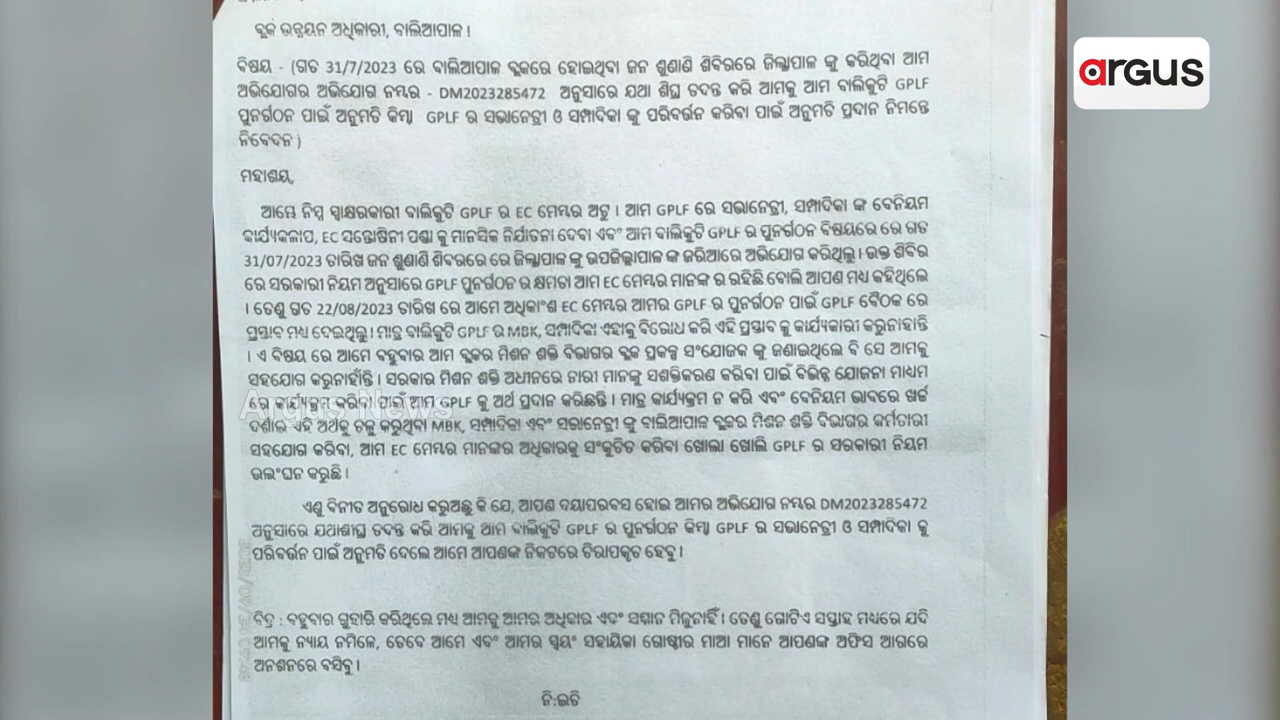 ବ୍ଲକ ଉନ୍ନୟନ ଅଧିକାରୀ, ବାଲିଆପାଳ ।
argus
ବିଷୟ - (ଗତ 31/7/2023 ରେ ବାଲିଆପାଳ ବ୍ଲକରେ ହୋଇଥିବା ଜନ ଶୁଣାଣି ଶିବିରରେ ଜିଲ୍ଲାପାଳ ଙ୍କୁ କରିଥିବା ଆମ
ଅଭିଯୋଗର ଅଭିଯୋଗ ନମ୍ବର - DM2023285472 ଅନୁସାରେ ଯଥା ଶିଘ୍ର ତଦନ୍ତ କରି ଆମକୁ ଆମ ବାଲିକୁଟି GPLF
ପୁନର୍ଗଠନ ପାଇଁ ଅନୁମତି କିମ୍ବା GPLF ର ସଭାନେତ୍ରୀ ଓ ସମ୍ପାଦିକା ଙ୍କୁ ପରିବର୍ତ୍ତନ କରିବା ପାଇଁ ଅନୁମତି ପ୍ରଦାନ ନିମନ୍ତେ
ନିବେଦନ )
ମହାଶୟ,
ଆମ୍ଭେ ନିମ୍ନ ସ୍ୱାକ୍ଷରକାରୀ ବାଲିକୁଟି GPLF ର EC ମେମ୍ବର ଅଟୁ । ଆମ GPLF ରେ ସଭାନେତ୍ରୀ, ସମ୍ପାଦିକା ଙ୍କ ବେନିୟମ
କାର୍ଯ୍ୟକଳାପ, EC ସନ୍ତୋଷିନୀ ପଣ୍ଡା କୁ ମାନସିକ ନିର୍ଯାତନା ଦେବା ଏବଂ ଆମ ବାଲିକୁଟି GPLF ର ପୁନର୍ଗଠନ ବିଷୟରେ ରେ ଗତ
31/07/2023 ତାରିଖ ଜନ ଶୁଣାଣି ଶିବିରରେ ରେ ଜିଲ୍ଲାପାଳ ଙ୍କୁ ଉପଜିଲ୍ଲାପାଳ ଙ୍କ ଜରିଆରେ ଅଭିଯୋଗ କରିଥିଲୁ । ଉକ୍ତ ଶିବିର
ରେ ସରକାରୀ ନିୟମ ଅନୁସାରେ GPLF ପୁନର୍ଗଠନ ର କ୍ଷମତା ଆମ EC ମେମ୍ବର ମାନଙ୍କ ର ରହିଛି ବୋଲି ଆପଣ ମଧ୍ୟ କହିଥିଲେ
। ତେଣୁ ଗତ 22/08/2023 ତାରିଖ ରେ ଆମେ ଅଧିକାଂଶ EC ମେମ୍ବର ଆମର GPLF ର ପୁନର୍ଗଠନ ପାଇଁ GPLF ବୈଠକ ରେ
ପ୍ରସ୍ତାବ ମଧ୍ୟ ଦେଇଥିଲୁ । ମାତ୍ର ବାଲିକୁଟି GPLF ର MBK, ସମ୍ପାଦିକା ଏହାକୁ ବିରୋଧ କରି ଏହି ପ୍ରସ୍ତାବ କୁ କାର୍ଯ୍ୟକାରୀ କରୁନାହାନ୍ତି
। ଏ ବିଷୟ ରେ ଆମେ ବହୁବାର ଆମ ବ୍ଲକର ମିଶନ ଶକ୍ତି ବିଭାଗର ବ୍ଲକ ପ୍ରକଳ୍ପ ସଂଯୋଜକ ଙ୍କୁ ଜଣାଇଥିଲେ ବି ସେ ଆମକୁ
ସହଯୋଗ କରୁନାହାଁନ୍ତି । ସରକାର ମିଶନ ଶକ୍ତି ଅଧୀନରେ ନାରୀ ମାନଙ୍କୁ ସଶକ୍ତିକରଣ କରିବା ପାଇଁ ବିଭିନ୍ନ ଯୋଜନା ମାଧ୍ୟମ
ରେ କାର୍ଯ୍ୟକ୍ରମ କରିବା ପାଇଁ ଆମ GPLF କୁ ଅର୍ଥ ପ୍ରଦାନ କରିଛନ୍ତି । ମାତ୍ର କାର୍ଯ୍ୟକ୍ରମ ନ କରି ଏବଂ ବେନିୟମ ଭାବରେ ଖର୍ଚ୍ଚ
Argus News
ଦର୍ଶାଇ ଏହି ଅର୍ଥକୁ ଚଳୁ କରୁଥିବା MBK, ସମ୍ପାଦିକା ଏବଂ ସଭାନେତ୍ରୀ ଙ୍କୁ ବାଲିଆପାଳ ବ୍ଲକର ମିଶନ ଶକ୍ତି ବିଭାଗର କର୍ମଚାରୀ
ସହଯୋଗ କରିବା, ଆମ EC ମେମ୍ବର ମାନଙ୍କର ଅଧିକାରକୁ ସଂକୁଚିତ କରିବା ଖୋଲା ଖୋଲି GPLF ର ସରକାରୀ ନିୟମ
ଉଲଂଘନ କରୁଛି ।
ଏଣୁ ବିନୀତ ଅନୁରୋଧ କରୁଅଛୁ କି ଯେ, ଆପଣ ଦୟାପରବସ ହୋଇ ଆମର ଅଭିଯୋଗ ନମ୍ବର DM2023285472
ଅନୁସାରେ ଯଥାଶୀଘ୍ର ତଦନ୍ତ କରି ଆମକୁ ଆମ ବାଲିକୁଟି GPLF ର ପୁନର୍ଗଠନ କିମ୍ବା GPLF ର ସଭାନେତ୍ରୀ ଓ ସମ୍ପାଦିକା କୁ
ପରିବର୍ତ୍ତନ ପାଇଁ ଅନୁମତି ଦେଲେ ଆମେ ଆପଣଙ୍କ ନିକଟରେ ଚିରାପକୃତ ହେବୁ ।
ବିଦ୍ର : ବହୁବାର ଗୁହାରି କରିଥିଲେ ମଧ୍ୟ ଆମକୁ ଆମର ଅଧିକାର ଏବଂ ସମ୍ମାନ ମିଳୁନାହିଁ । ତେଣୁ ଗୋଟିଏ ସପ୍ତାହ ମଧ୍ୟରେ ଯଦି
ଆମକୁ ନ୍ୟାୟ ନମିଳେ, ତେବେ ଆମେ ଏବଂ ଆମର ସ୍ୱୟଂ ସହାୟିକା ଗୋଷ୍ଠୀର ମାଆ ମାନେ ଆପଣଙ୍କ ଅଫିସ ଆଗରେ
ଅନଶନରେ ବସିବୁ ।
ନି:ଇତି